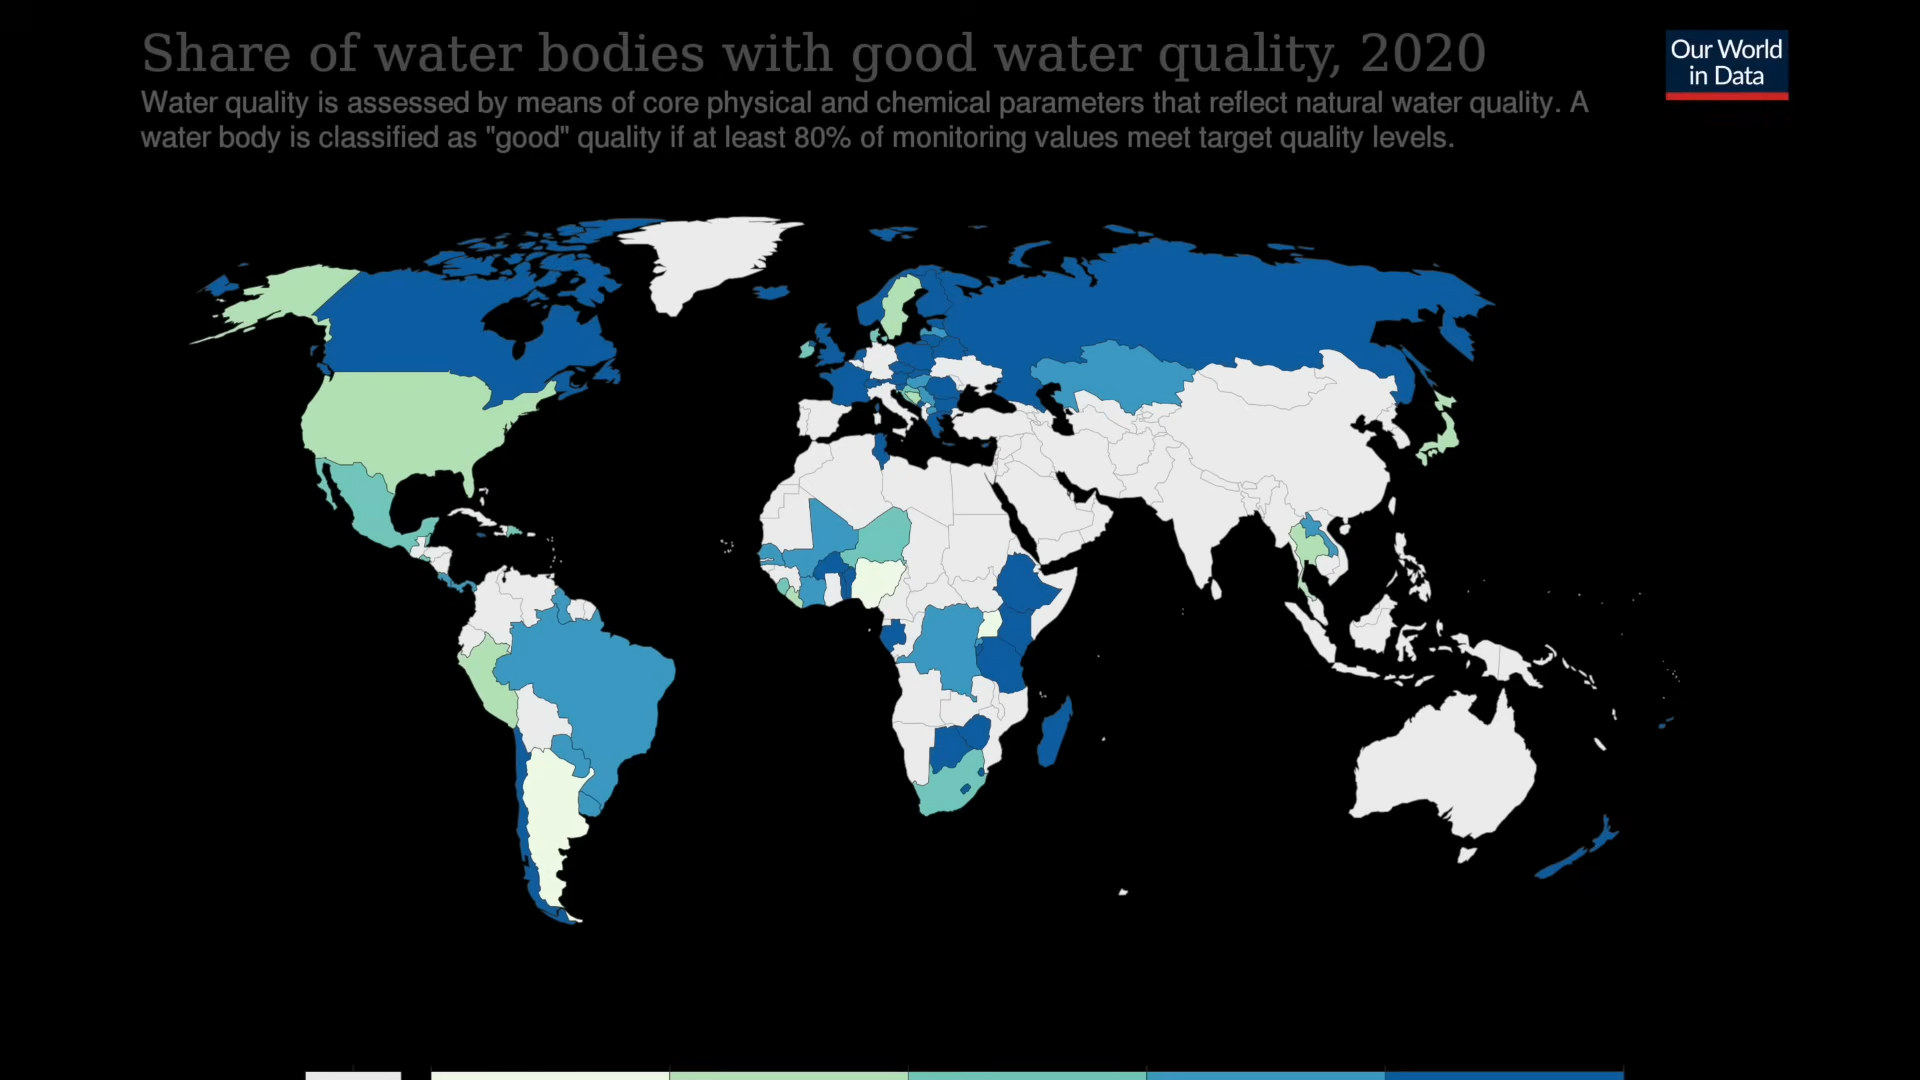 Share of water bodies with good water quality, 2020
Our World
in Data
Water quality is assessed by means of core physical and chemical parameters that reflect natural water quality. A
water body is classified as "good" quality if at least 80% of monitoring values meet target quality levels.